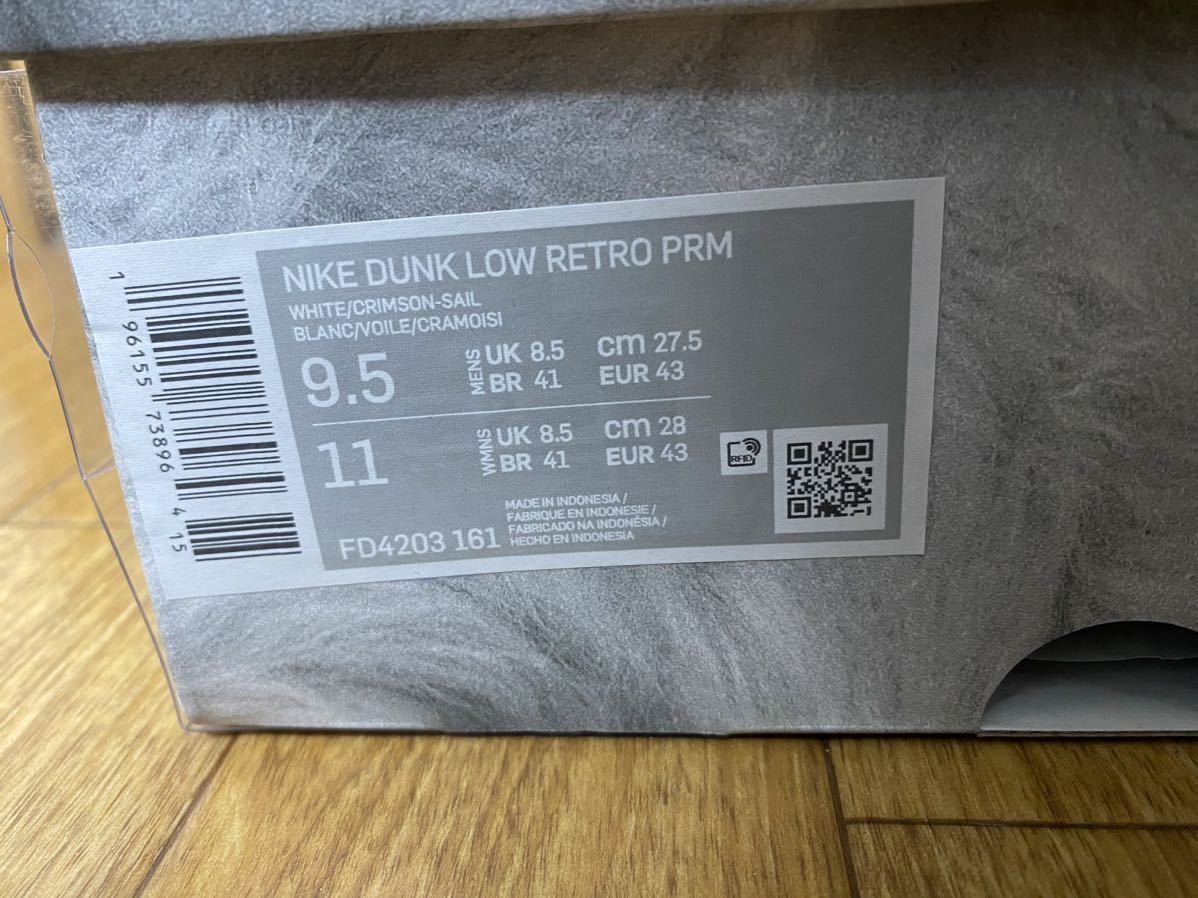 NIKE DUNK LOW RETRO PRM
WHITE/CRIMSON-SAIL
BLANC/VOILE/CRAMOISI
9.5 MENS UK 8.5 cm 27.5
BR 41 EUR 43
11 WMNS UK 8.5 cm 28
BR 41 EUR 43
RFID
FD4203 161
MADE IN INDONESIA /
FABRIQUE EN INDONESIE /
FABRICADO NA INDONÉSIA /
HECHO EN INDONESIA
1 96155 73896 4 15